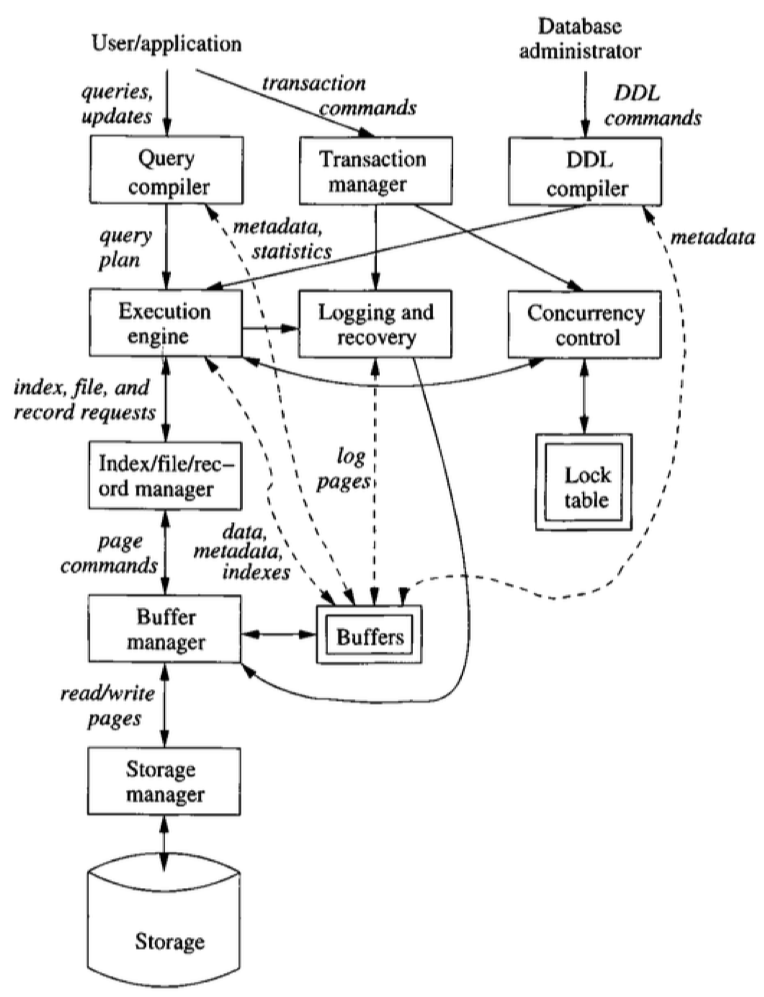 User/application
Database
administrator
queries,
updates
transaction
commands
DDL
commands
Query
compiler
Transaction
manager
DDL
compiler
query
plan
metadata,
statistics
metadata
Execution
engine
Logging and
recovery
Concurrency
control
index, file, and
record requests
Index/file/rec–
ord manager
log
pages
Lock
table
page
commands
data,
metadata,
indexes
Buffer
manager
Buffers
read/write
pages
Storage
manager
Storage